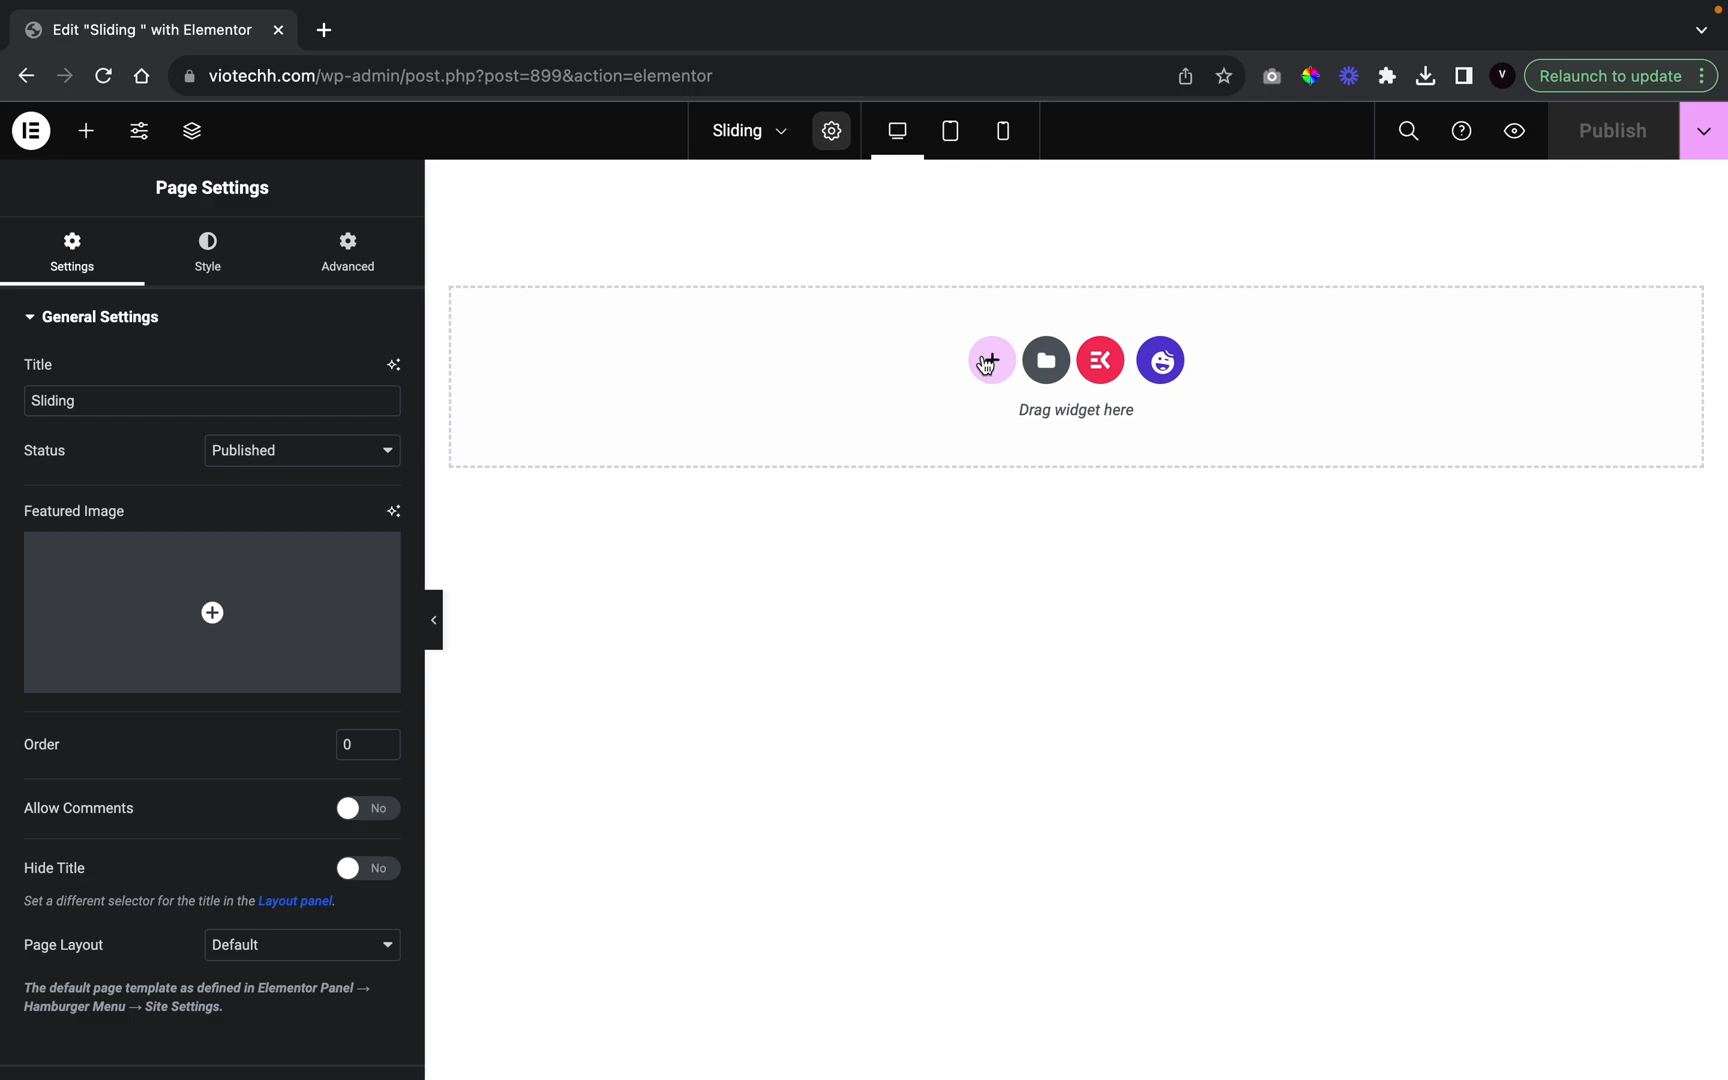 Edit "Sliding " with Elementor
viotechh.com/wp-admin/post.php?post=899&action=elementor
V
Relaunch to update
Sliding
Publish
Page Settings
Settings
Style
Advanced
General Settings
Title
Sliding
Status
Published
Featured Image
Order
0
Allow Comments
No
Hide Title
No
Set a different selector for the title in the Layout panel.
Page Layout
Default
The default page template as defined in Elementor Panel →
Hamburger Menu → Site Settings.
Drag widget here